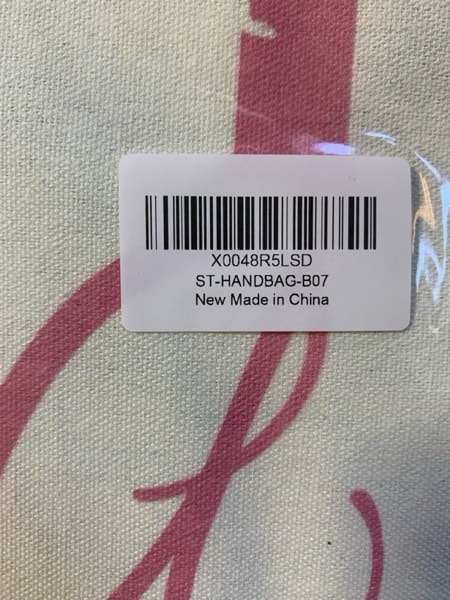 X0048R5LSD
ST-HANDBAG-B07
New Made in China